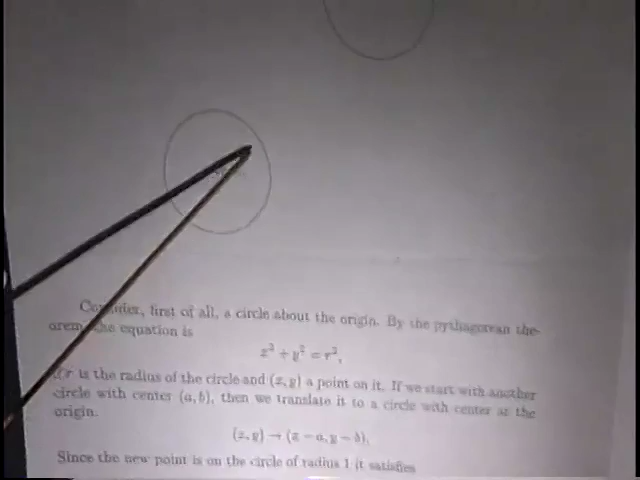 Consider, first of all, a circle about the origin. By the pythagorean the-
orem the equation is
x² + y² = r²,
if r is the radius of the circle and (x, y) a point on it. If we start with another
circle with center (a, b), then we translate it to a circle with center at the
origin.
(x, y) → (x − a, y − b).
Since the new point is on the circle of radius 1 it satisfies